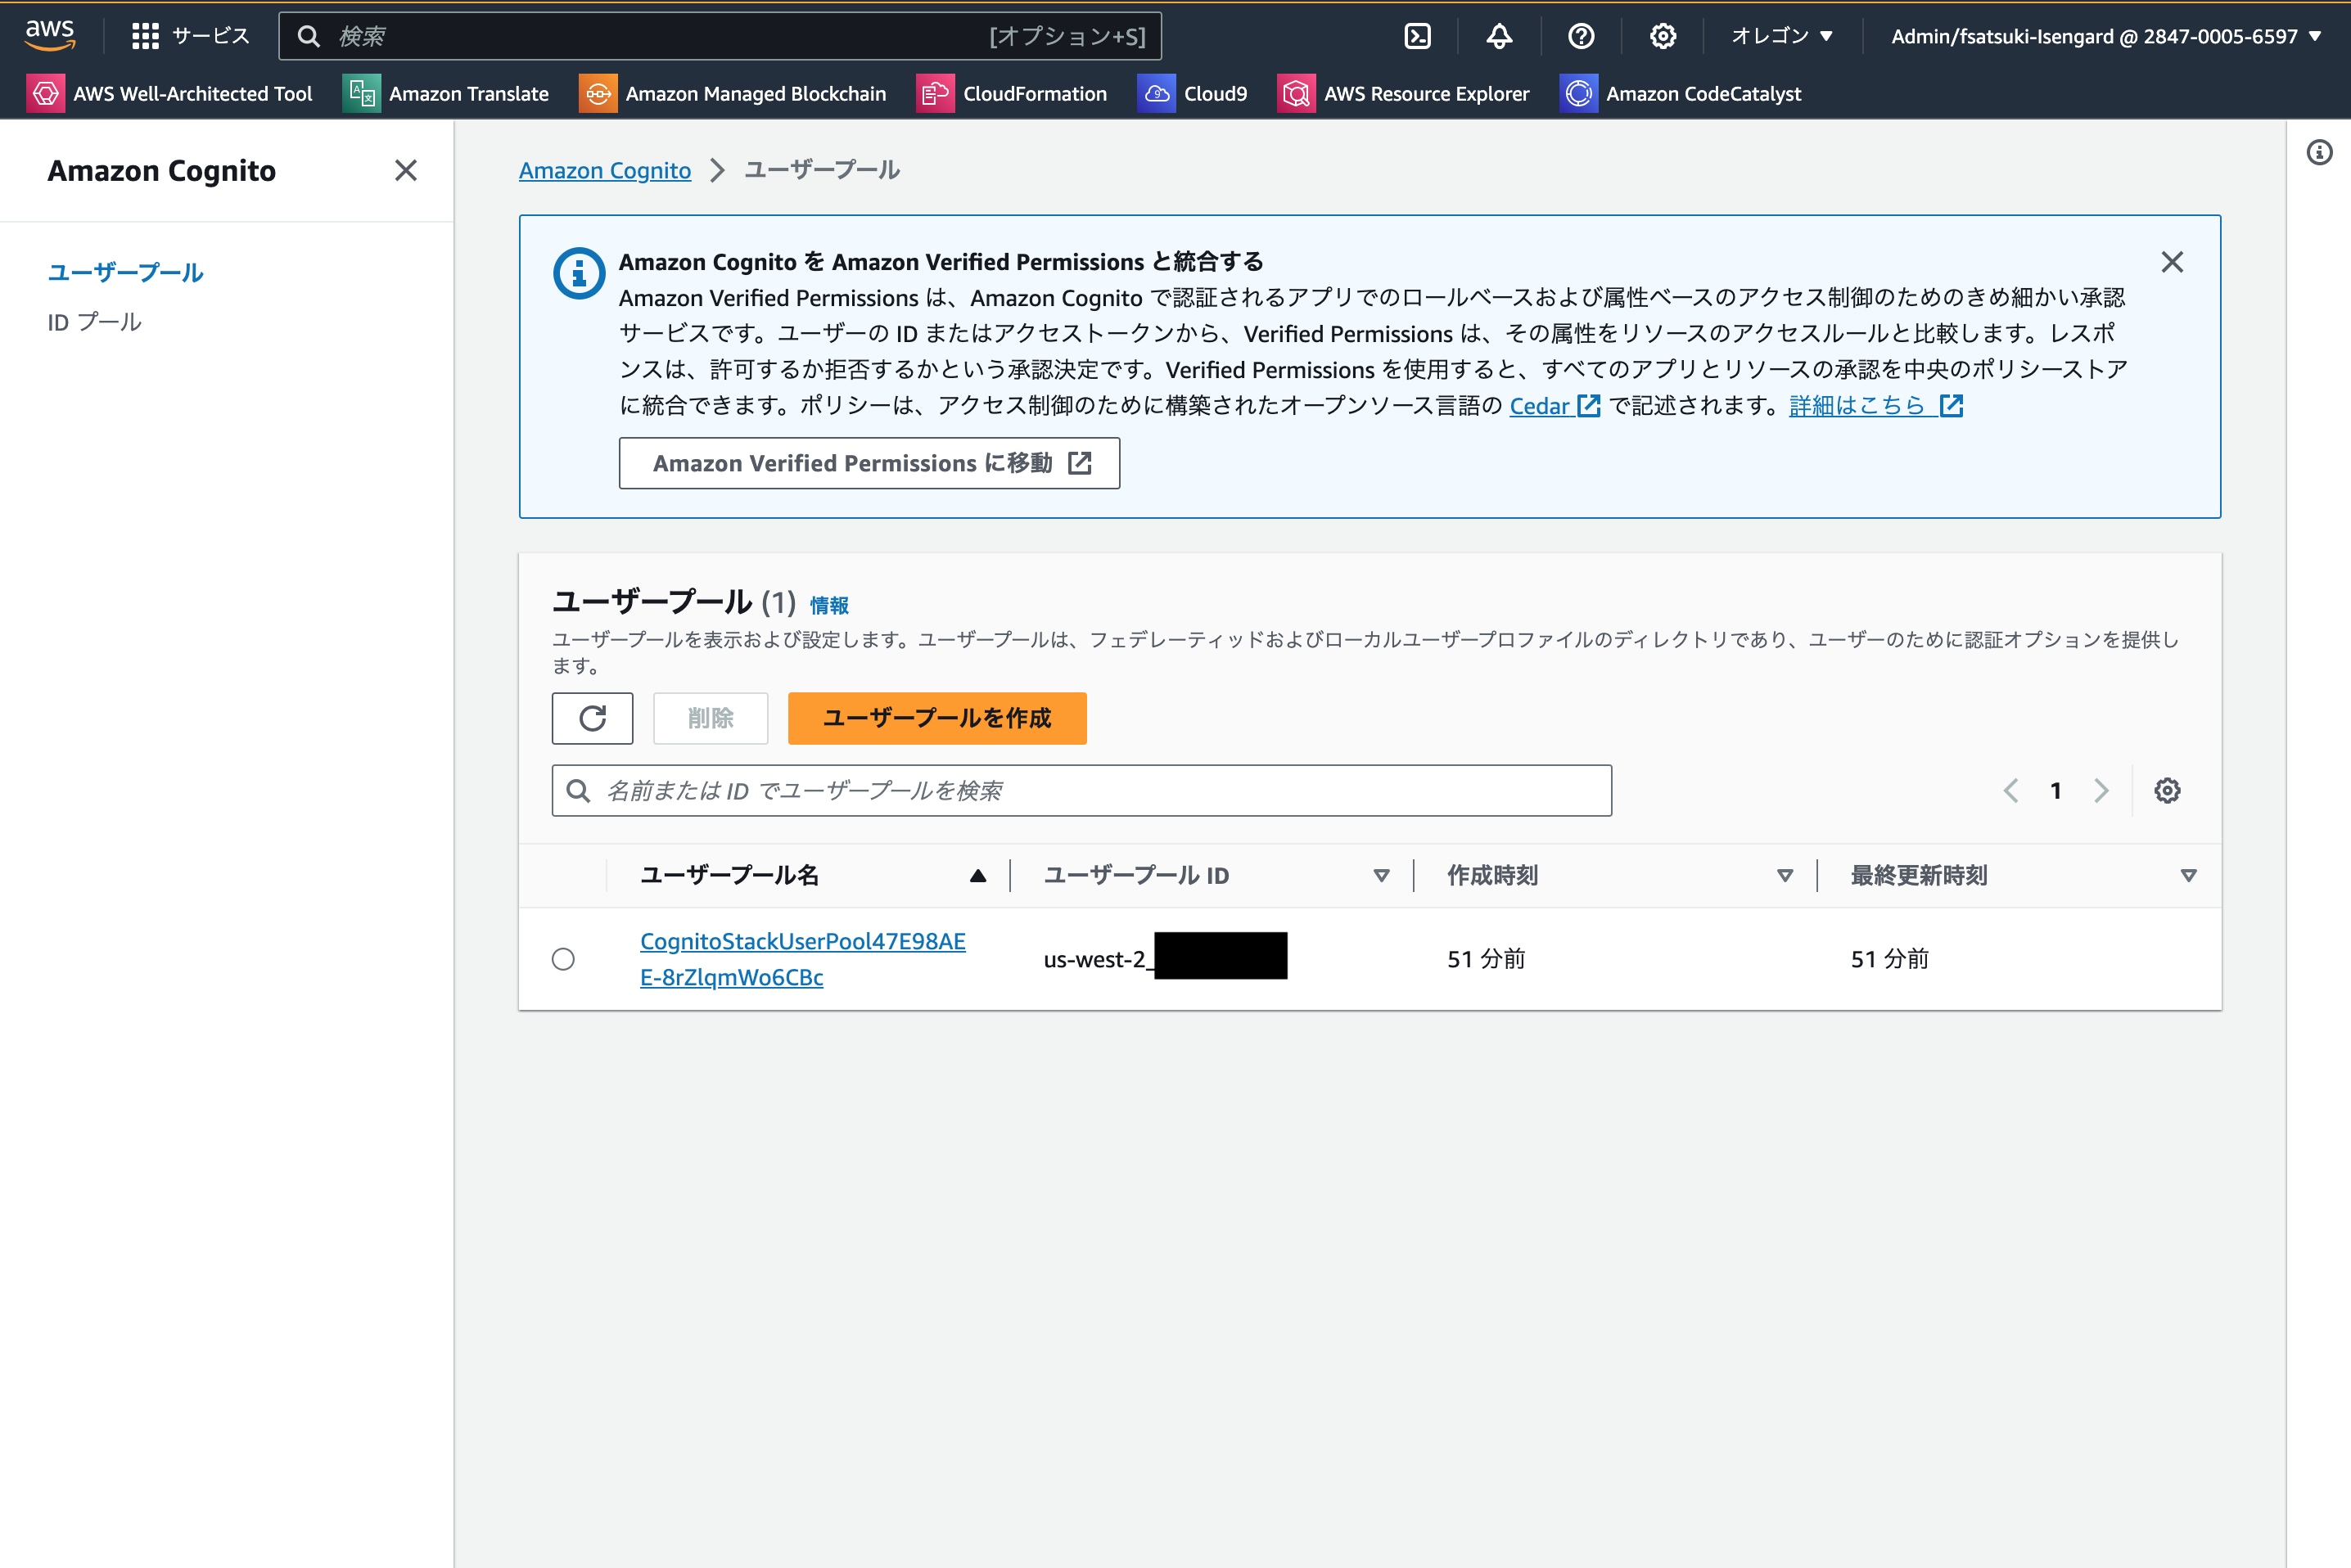 aws サービス 検索 [オプション+S] オレゴン ▼ Admin/fsatsuki-Isengard @ 2847-0005-6597 ▼
AWS Well-Architected Tool Amazon Translate Amazon Managed Blockchain CloudFormation Cloud9 AWS Resource Explorer Amazon CodeCatalyst
Amazon Cognito
ユーザープール
ID プール
Amazon Cognito > ユーザープール
Amazon Cognito を Amazon Verified Permissions と統合する
Amazon Verified Permissions は、Amazon Cognito で認証されるアプリでのロールベースおよび属性ベースのアクセス制御のためのきめ細かい承認
サービスです。ユーザーの ID またはアクセストークンから、Verified Permissions は、その属性をリソースのアクセスルールと比較します。レスポ
ンスは、許可するか拒否するかという承認決定です。Verified Permissions を使用すると、すべてのアプリとリソースの承認を中央のポリシーストア
に統合できます。ポリシーは、アクセス制御のために構築されたオープンソース言語の Cedar で記述されます。詳細はこちら
Amazon Verified Permissions に移動
ユーザープール (1) 情報
ユーザープールを表示および設定します。ユーザープールは、フェデレーティッドおよびローカルユーザープロファイルのディレクトリであり、ユーザーのために認証オプションを提供し
ます。
削除 ユーザープールを作成
名前または ID でユーザープールを検索 1
ユーザープール名 ユーザープール ID 作成時刻 最終更新時刻
CognitoStackUserPool47E98AE
E-8rZlqmWo6CBc
us-west-2_ 51 分前 51 分前